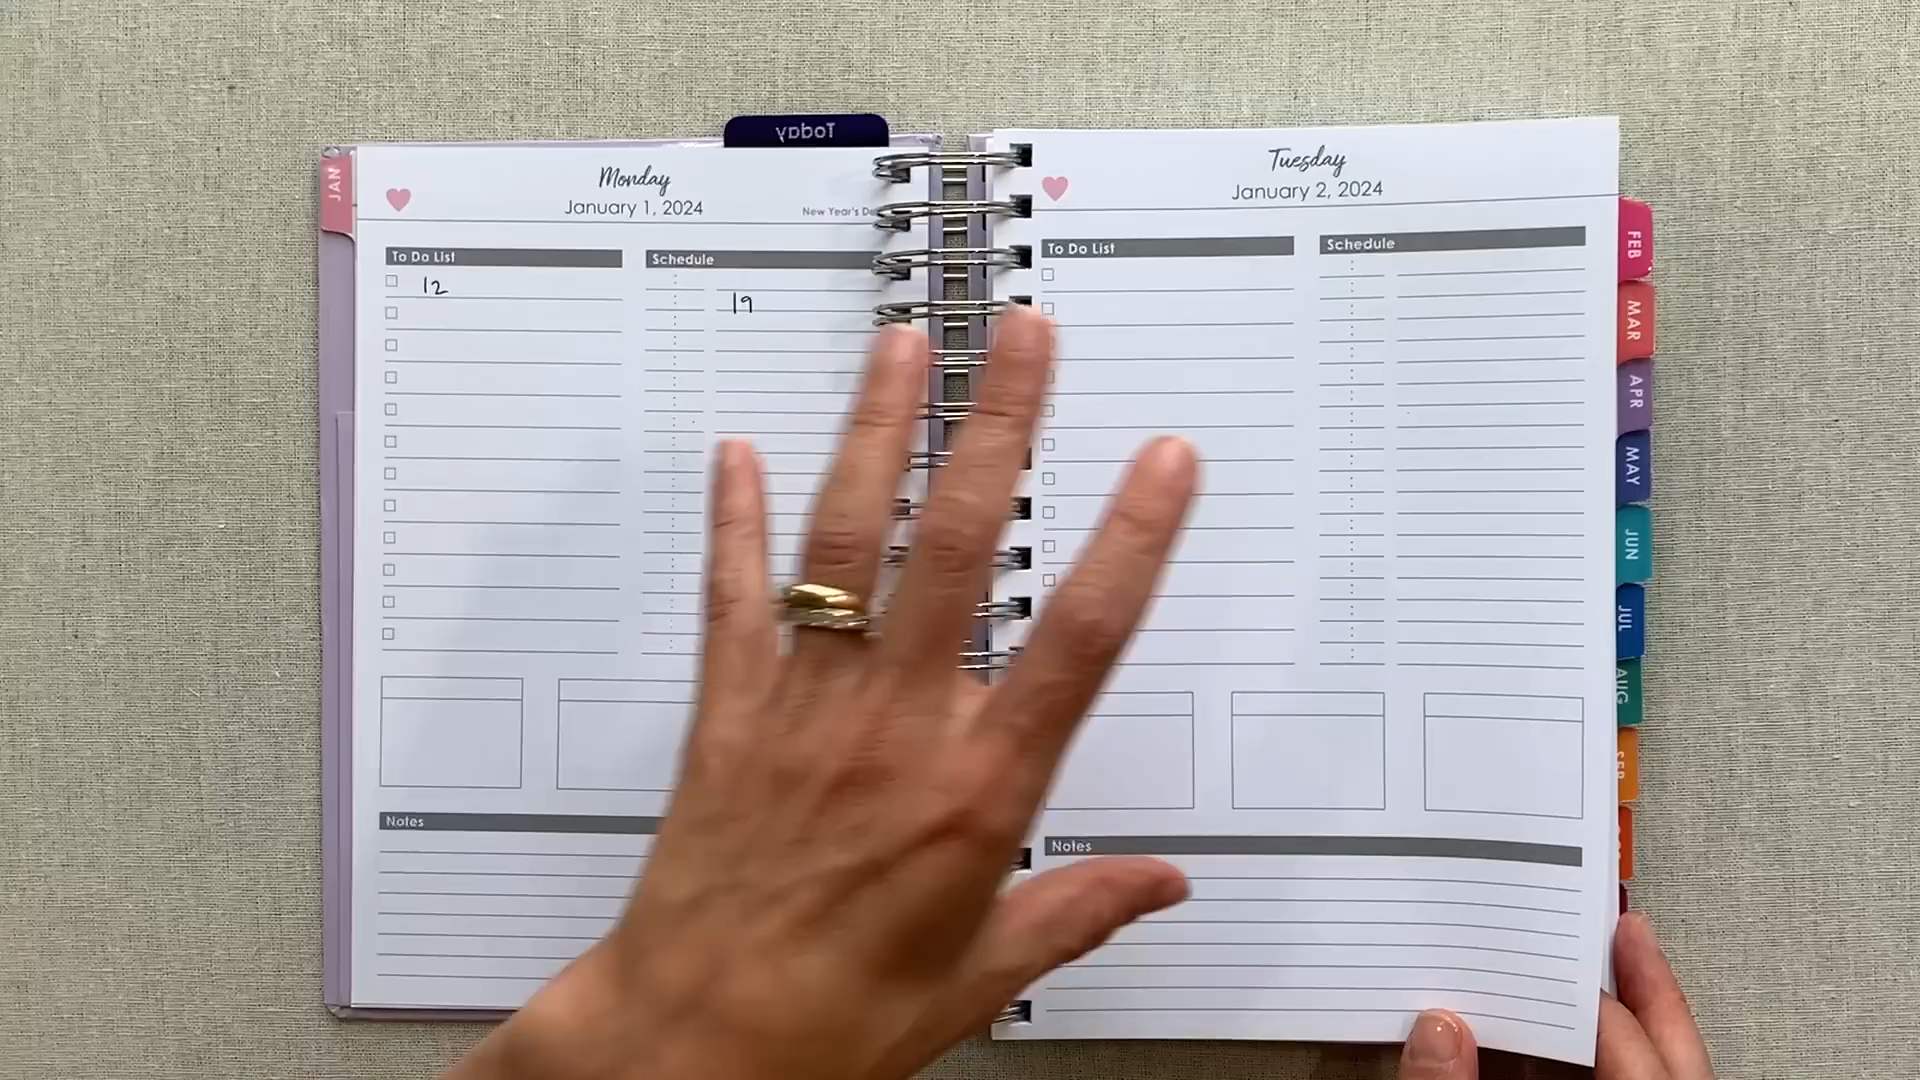 Today
JAN
Monday
January 1, 2024
New Year's
To Do List
Schedule
12
19
Notes
Tuesday
January 2, 2024
To Do List
Schedule
Notes
FEB
MAR
APR
MAY
JUN
JUL
AUG
SEP